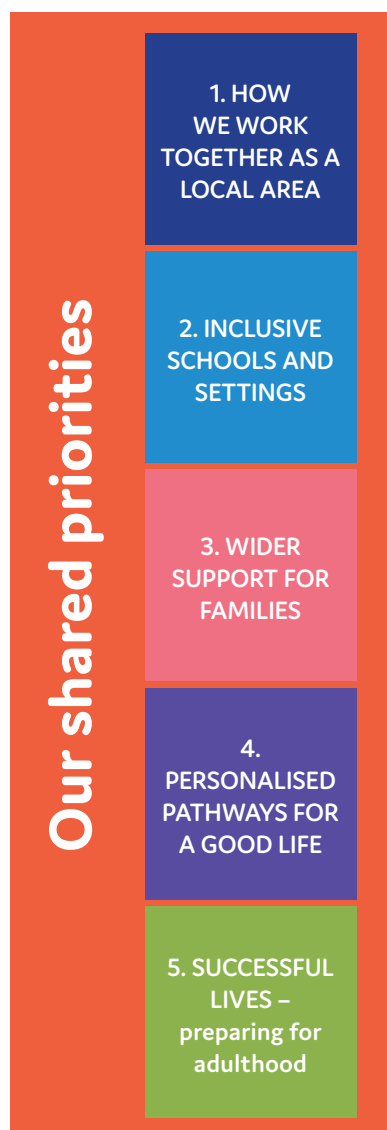 Our shared priorities
1. HOW
WE WORK
TOGETHER AS A
LOCAL AREA
2. INCLUSIVE
SCHOOLS AND
SETTINGS
3. WIDER
SUPPORT FOR
FAMILIES
4.
PERSONALISED
PATHWAYS FOR
A GOOD LIFE
5. SUCCESSFUL
LIVES –
preparing for
adulthood